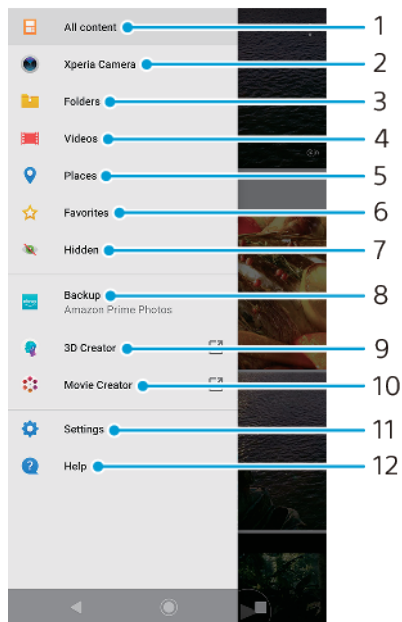 All content 1
Xperia Camera 2
Folders 3
Videos 4
Places 5
Favorites 6
Hidden 7
Backup 8
Amazon Prime Photos
3D Creator 9
Movie Creator 10
Settings 11
Help 12